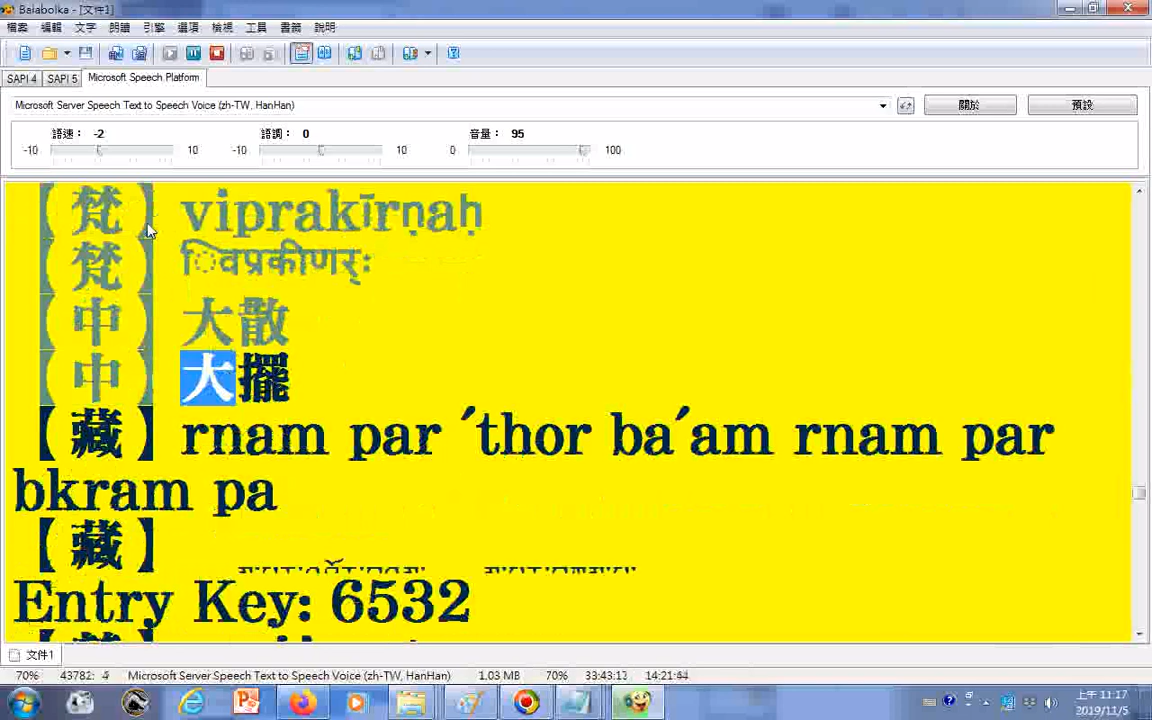 Balabolka - [文件1]
檔案 編輯 文字 朗讀 引擎 選項 檢視 工具 書籤 說明
SAPI 4 SAPI 5 Microsoft Speech Platform
Microsoft Server Speech Text to Speech Voice (zh-TW, HanHan) 關於 預設
語速： -2 語調： 0 音量： 95
-10 10 -10 10 0 100
【梵】 viprakīrṇaḥ
【梵】 िवप्रकीणर्ः
【中】 大散
【中】 大擺
【藏】 rnam par ´thor ba´am rnam par
bkram pa
【藏】
Entry Key: 6532
文件1
70% 43782: 4 Microsoft Server Speech Text to Speech Voice (zh-TW, HanHan) 1.03 MB 70% 33:43:13 14:21:44
上午 11:17
2019/11/5